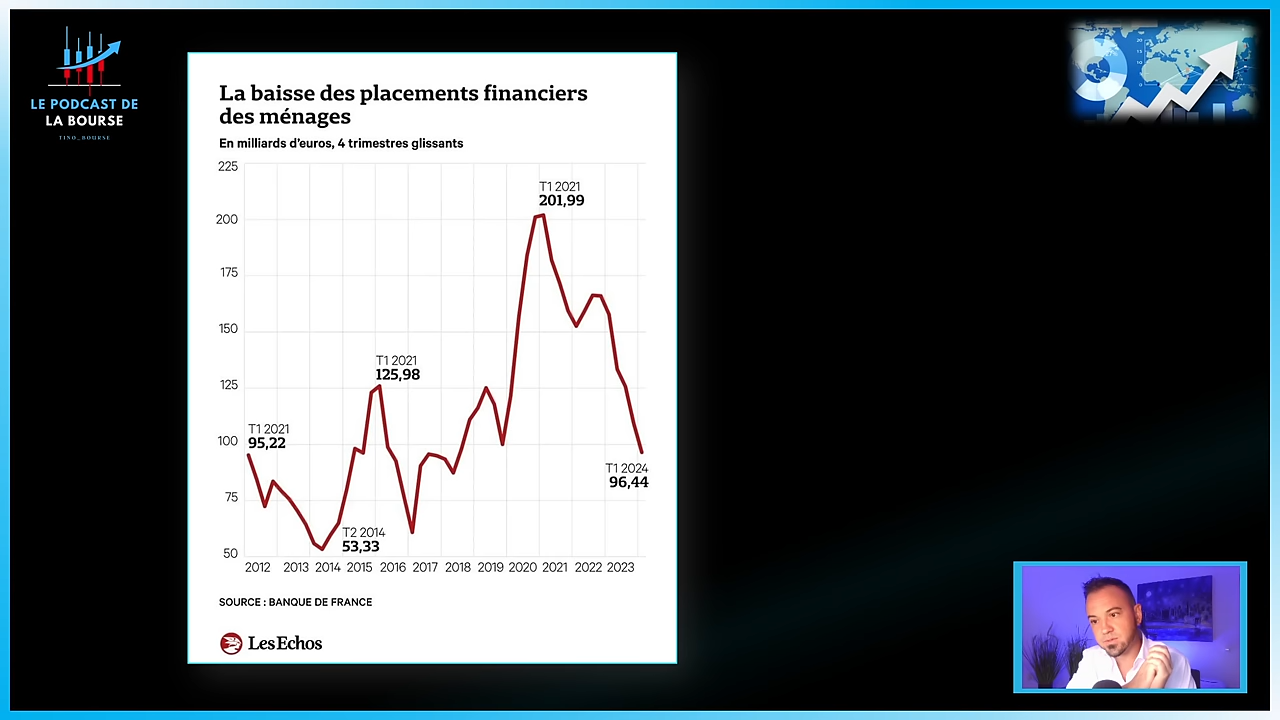 LE PODCAST DE
LA BOURSE
TINO_BOURSE
La baisse des placements financiers
des ménages
En milliards d'euros, 4 trimestres glissants
225
200
175
150
125
100
75
50
T1 2021
95,22
T2 2014
53,33
T1 2021
125,98
T1 2021
201,99
T1 2024
96,44
2012 2013 2014 2015 2016 2017 2018 2019 2020 2021 2022 2023
SOURCE : BANQUE DE FRANCE
Les Echos